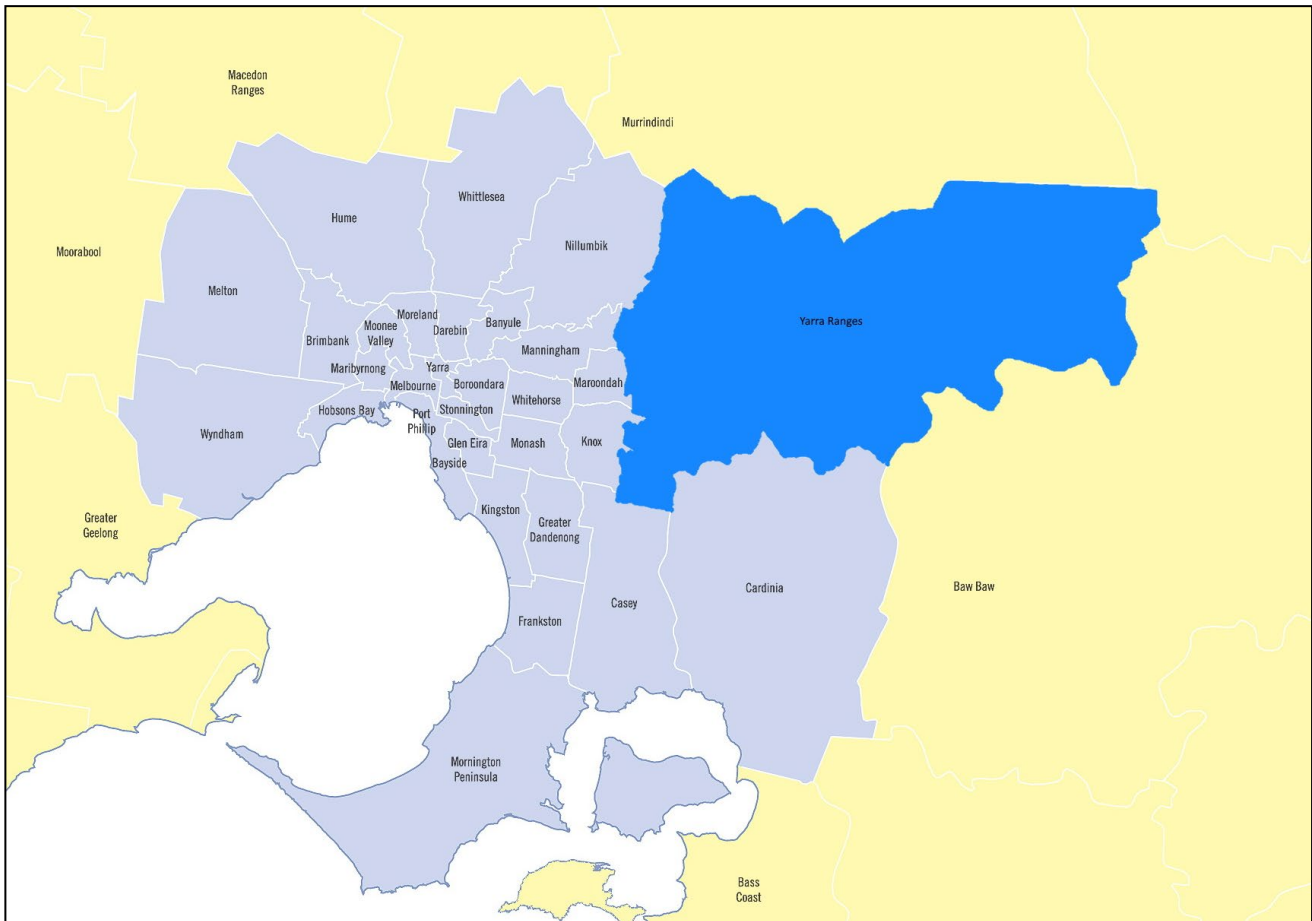 Macedon
Ranges
Murrindindi
Whittlesea
Hume
Nillumbik
Moorabool
Melton
Yarra Ranges
Moreland
Moonee
Valley
Darebin
Banyule
Brimbank
Manningham
Maribyrnong
Yarra
Maroondah
Melbourne
Boroondara
Whitehorse
Hobsons Bay
Port
Phillip
Stonnington
Wyndham
Glen Eira
Monash
Knox
Bayside
Kingston
Greater
Dandenong
Greater
Geelong
Cardinia
Baw Baw
Casey
Frankston
Mornington
Peninsula
Bass
Coast